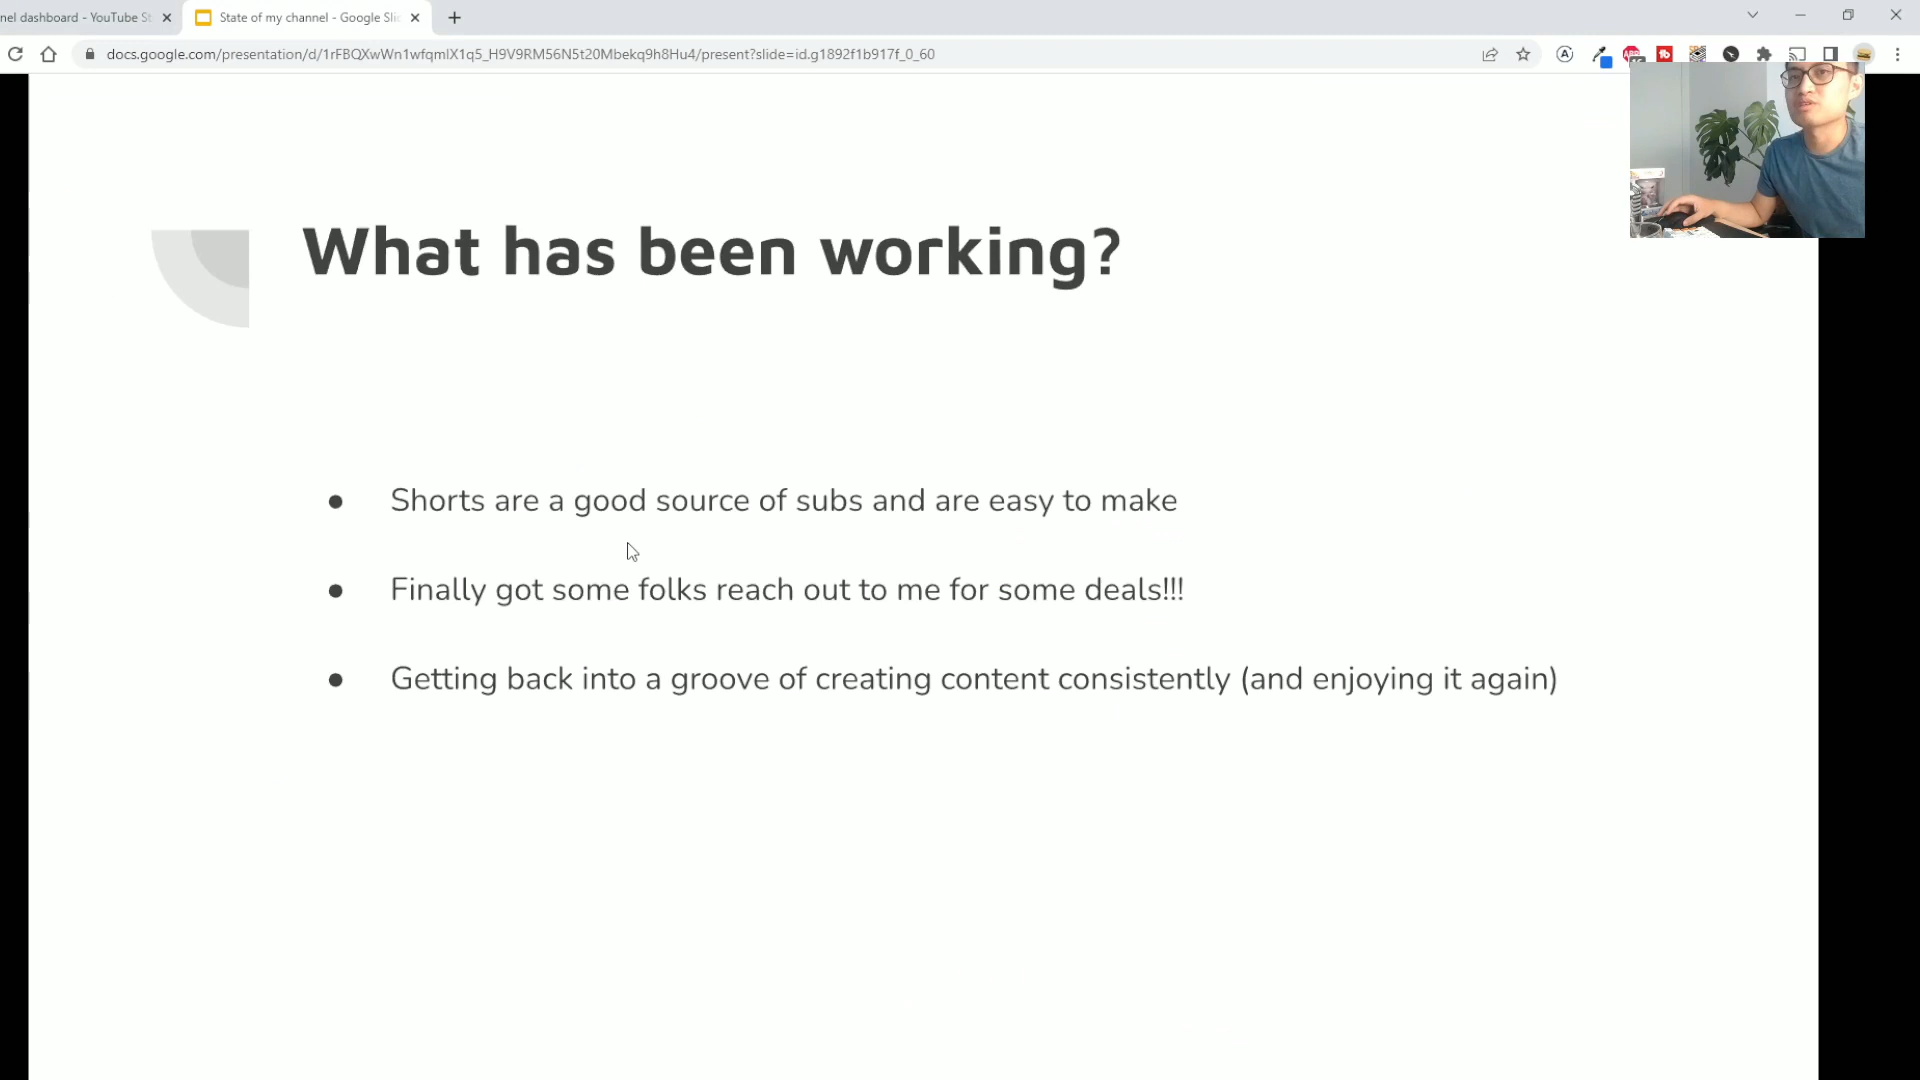 nel dashboard - YouTube St
State of my channel - Google Slic
docs.google.com/presentation/d/1rFBQXwWn1wfqmlX1q5_H9V9RM56N5t20Mbekq9h8Hu4/present?slide=id.g1892f1b917f_0_60
What has been working?
● Shorts are a good source of subs and are easy to make
● Finally got some folks reach out to me for some deals!!!
● Getting back into a groove of creating content consistently (and enjoying it again)